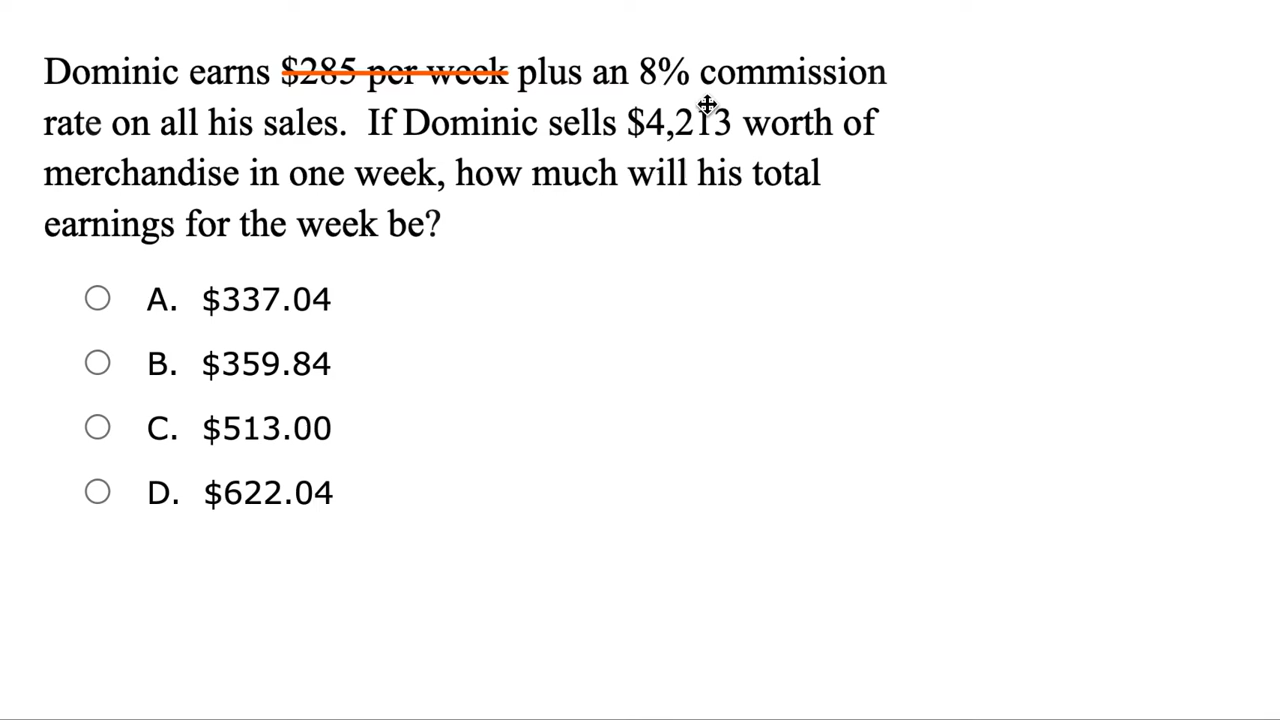 Dominic earns $285 per week plus an 8% commission
rate on all his sales. If Dominic sells $4,213 worth of
merchandise in one week, how much will his total
earnings for the week be?
A. $337.04
B. $359.84
C. $513.00
D. $622.04